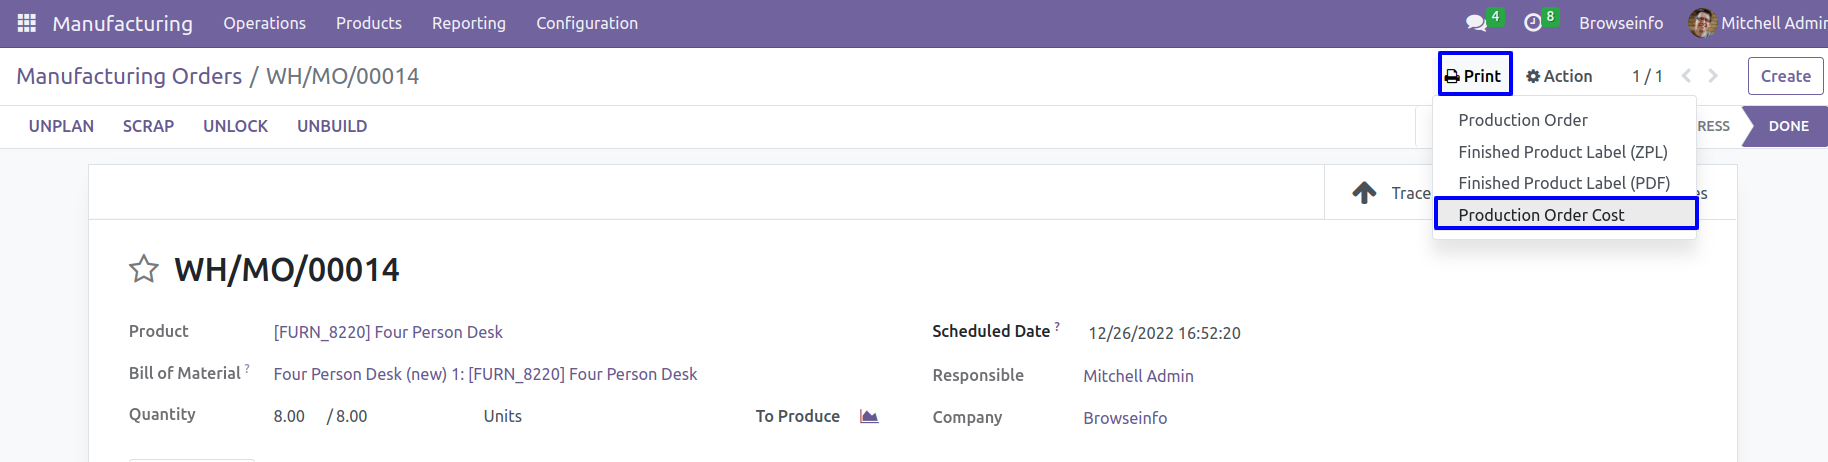 Manufacturing Operations Products Reporting Configuration 4 8 Browseinfo Mitchell Admin
Manufacturing Orders / WH/MO/00014 Print Action 1 / 1 Create
UNPLAN SCRAP UNLOCK UNBUILD DONE
Production Order
Finished Product Label (ZPL)
Finished Product Label (PDF)
Production Order Cost
WH/MO/00014
Product [FURN_8220] Four Person Desk Scheduled Date ? 12/26/2022 16:52:20
Bill of Material ? Four Person Desk (new) 1: [FURN_8220] Four Person Desk Responsible Mitchell Admin
Quantity 8.00 / 8.00 Units To Produce Company Browseinfo